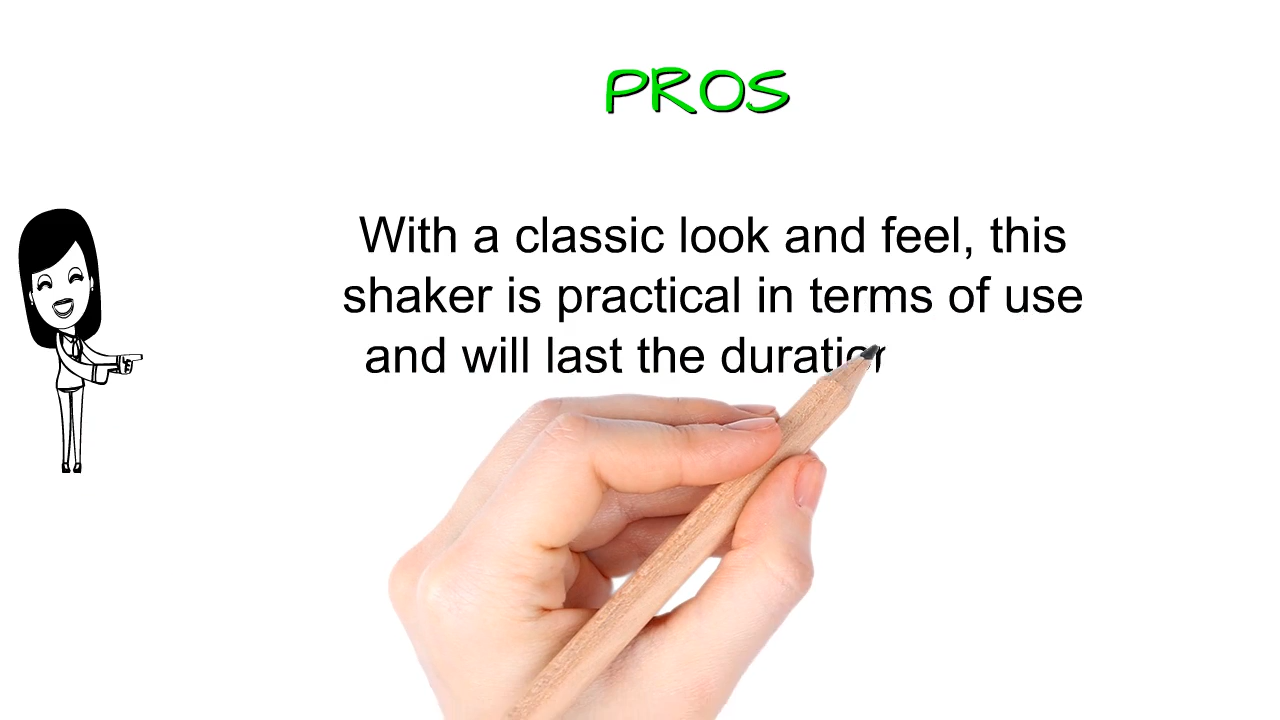 PROS
With a classic look and feel, this
shaker is practical in terms of use
and will last the